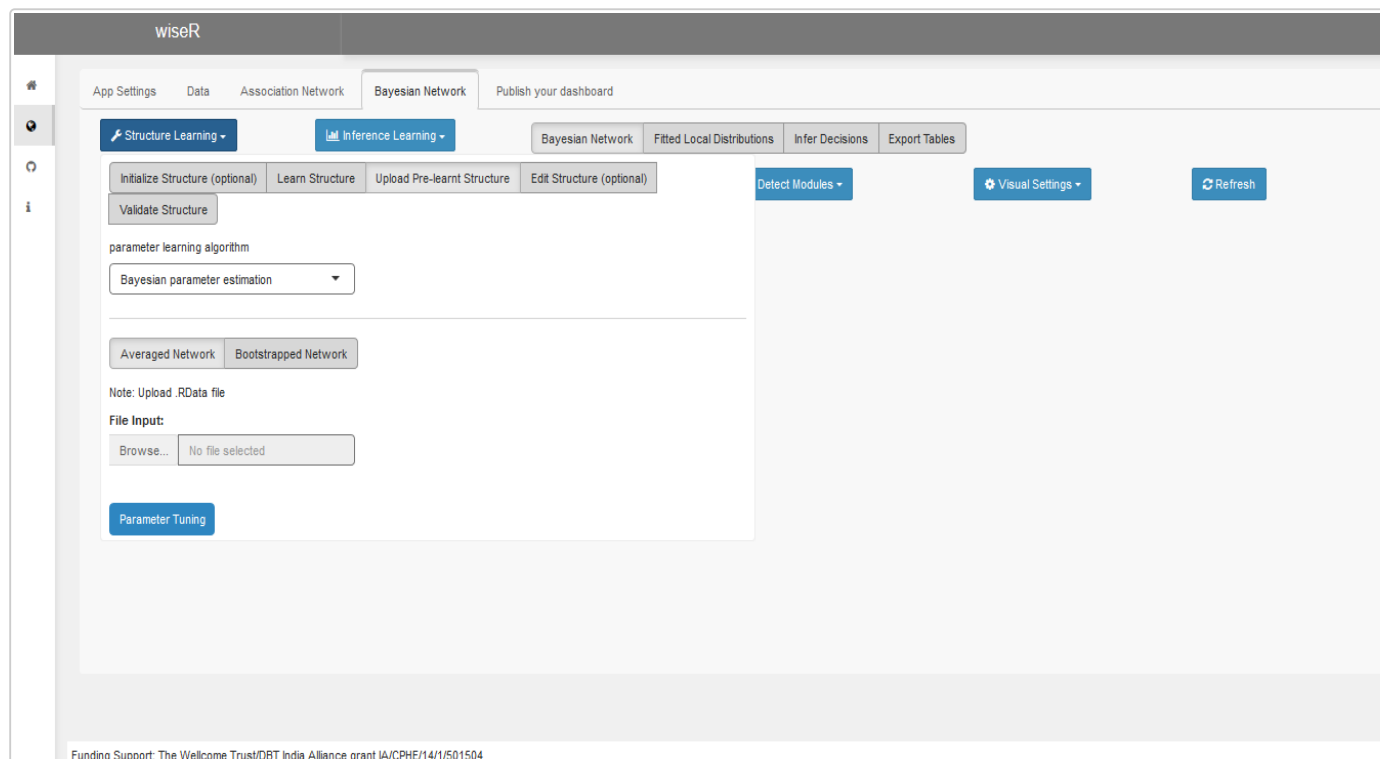 wiseR
App Settings Data Association Network Bayesian Network Publish your dashboard
Structure Learning Inference Learning Bayesian Network Fitted Local Distributions Infer Decisions Export Tables
Initialize Structure (optional) Learn Structure Upload Pre-learnt Structure Edit Structure (optional) Detect Modules Visual Settings Refresh
Validate Structure
parameter learning algorithm
Bayesian parameter estimation
Averaged Network Bootstrapped Network
Note: Upload .RData file
File Input:
Browse... No file selected
Parameter Tuning
Funding Support: The Wellcome Trust/DBT India Alliance grant IA/CPHE/14/1/501504